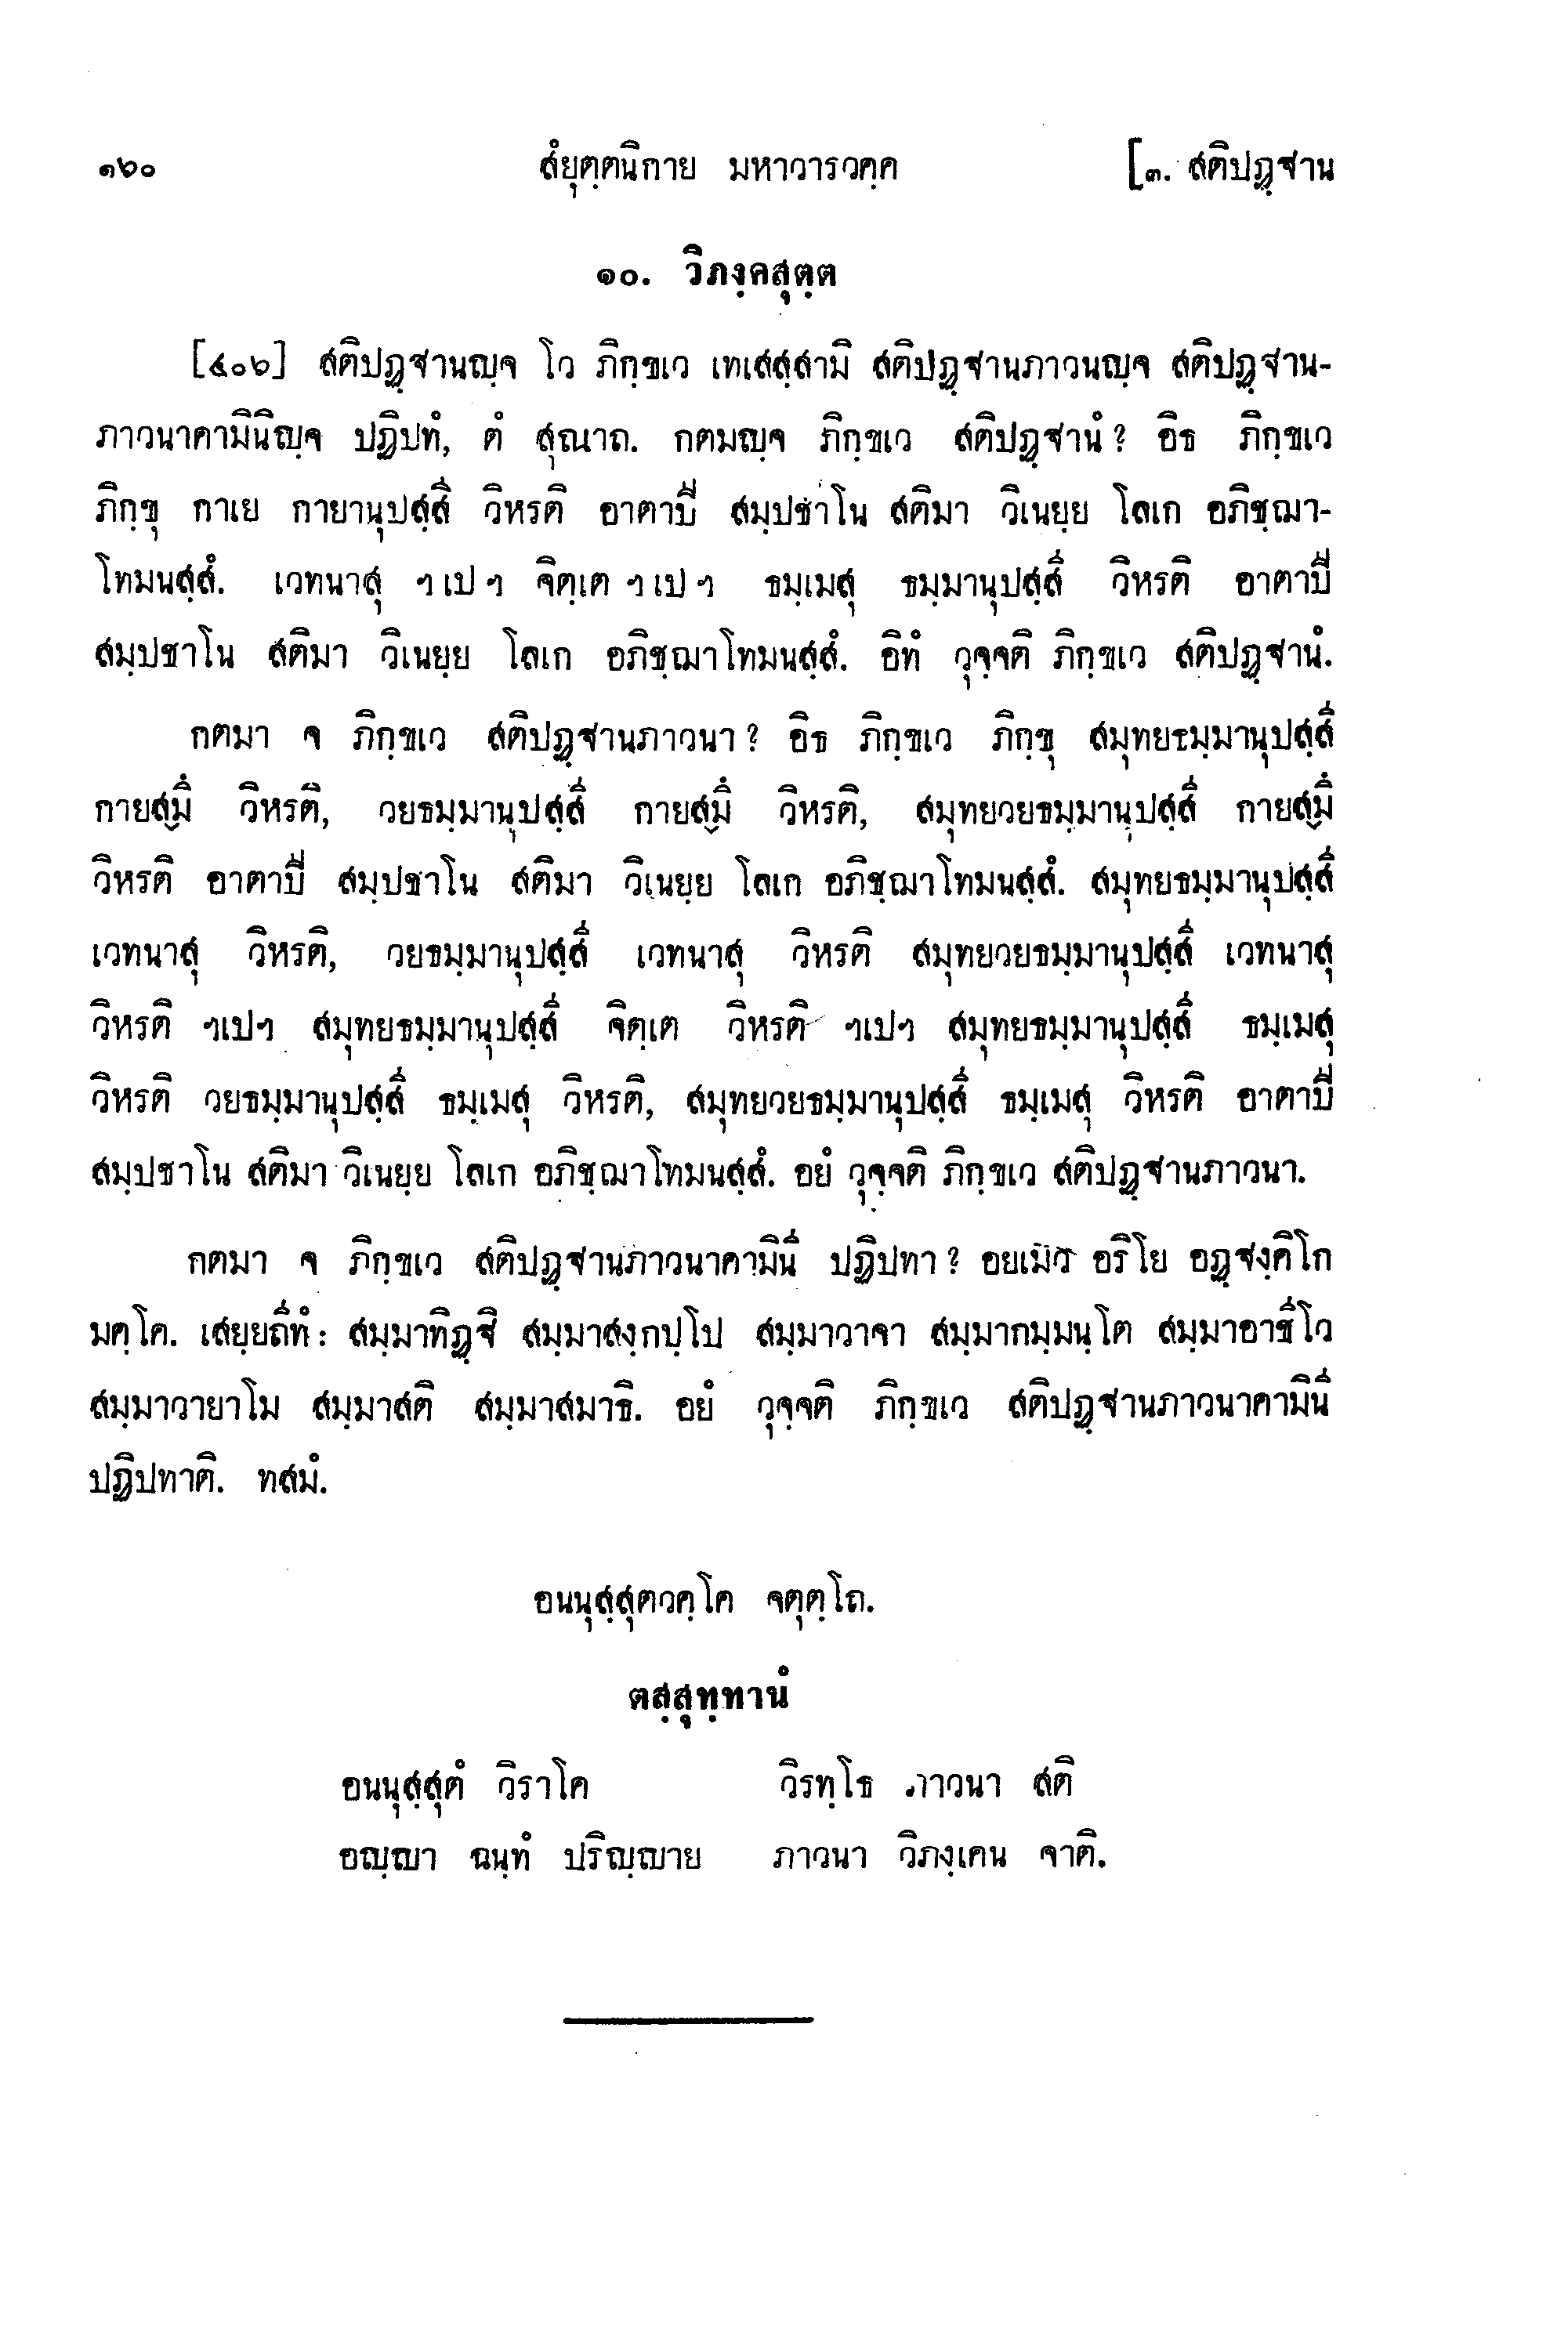 ๑๖๐ สํยุตฺตนิกาย มหาวารวคฺค [๓. สติปฏฺฐาน
๑๐. วิภงฺคสุตฺต
[๔๐๖] สติปฏฺฐานญฺจ โว ภิกฺขเว เทเสสฺสามิ สติปฏฺฐานภาวนญฺจ สติปฏฺฐาน-
ภาวนาคามินิญฺจ ปฏิปทํ, ตํ สุณาถ. กตมญฺจ ภิกฺขเว สติปฏฺฐานํ? อิธ ภิกฺขเว
ภิกฺขุ กาเย กายานุปสฺสี วิหรติ อาตาปี สมฺปชาโน สติมา วิเนยฺย โลเก อภิชฺฌา-
โทมนสฺสํ. เวทนาสุ ฯเปฯ จิตฺเต ฯเปฯ ธมฺเมสุ ธมฺมานุปสฺสี วิหรติ อาตาปี
สมฺปชาโน สติมา วิเนยฺย โลเก อภิชฺฌาโทมนสฺสํ. อิทํ วุจฺจติ ภิกฺขเว สติปฏฺฐานํ.
กตมา จ ภิกฺขเว สติปฏฺฐานภาวนา? อิธ ภิกฺขเว ภิกฺขุ สมุทยธมฺมานุปสฺสี
กายสฺมึ วิหรติ, วยธมฺมานุปสฺสี กายสฺมึ วิหรติ, สมุทยวยธมฺมานุปสฺสี กายสฺมึ
วิหรติ อาตาปี สมฺปชาโน สติมา วิเนยฺย โลเก อภิชฺฌาโทมนสฺสํ. สมุทยธมฺมานุปสฺสี
เวทนาสุ วิหรติ, วยธมฺมานุปสฺสี เวทนาสุ วิหรติ สมุทยวยธมฺมานุปสฺสี เวทนาสุ
วิหรติ ฯเปฯ สมุทยธมฺมานุปสฺสี จิตฺเต วิหรติ ฯเปฯ สมุทยธมฺมานุปสฺสี ธมฺเมสุ
วิหรติ วยธมฺมานุปสฺสี ธมฺเมสุ วิหรติ, สมุทยวยธมฺมานุปสฺสี ธมฺเมสุ วิหรติ อาตาปี
สมฺปชาโน สติมา วิเนยฺย โลเก อภิชฺฌาโทมนสฺสํ. อยํ วุจฺจติ ภิกฺขเว สติปฏฺฐานภาวนา.
กตมา จ ภิกฺขเว สติปฏฺฐานภาวนาคามินี ปฏิปทา? อยเมว อริโย อฏฺฐงฺคิโก
มคฺโค. เสยฺยถีทํ: สมฺมาทิฏฺฐิ สมฺมาสงฺกปฺโป สมฺมาวาจา สมฺมากมฺมนฺโต สมฺมาอาชีโว
สมฺมาวายาโม สมฺมาสติ สมฺมาสมาธิ. อยํ วุจฺจติ ภิกฺขเว สติปฏฺฐานภาวนาคามินี
ปฏิปทาติ. ทสมํ.
อนนุสฺสุตวคฺโค จตุตฺโถ.
ตสฺสุทฺทานํ
อนนุสฺสุตํ วิราโค วิรทฺโธ ภาวนา สติ
อญฺญา ฉนฺทํ ปริญฺญาย ภาวนา วิภงฺเคน จาติ.